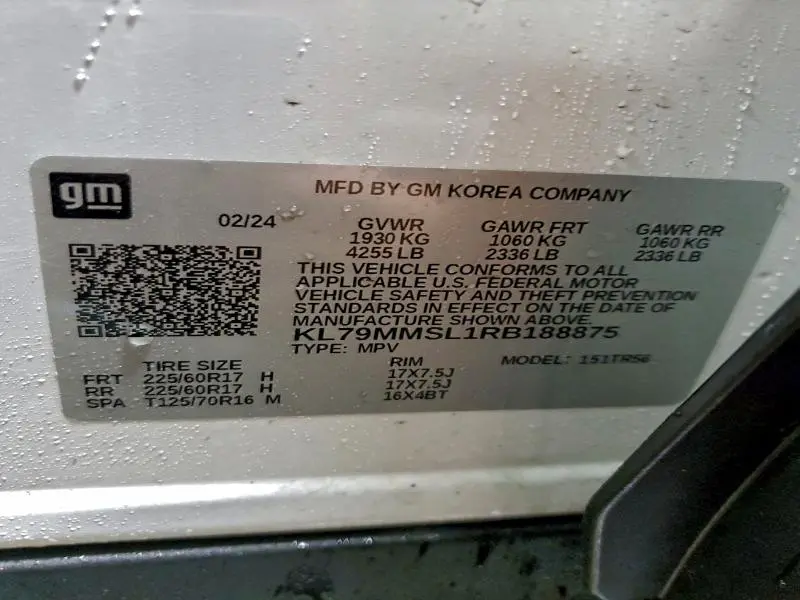 gm
MFD BY GM KOREA COMPANY
02/24
GVWR GAWR FRT GAWR RR
1930 KG 1060 KG 1060 KG
4255 LB 2336 LB 2336 LB
THIS VEHICLE CONFORMS TO ALL
APPLICABLE U.S. FEDERAL MOTOR
VEHICLE SAFETY AND THEFT PREVENTION
STANDARDS IN EFFECT ON THE DATE OF
MANUFACTURE SHOWN ABOVE
KL79MMSL1RB188875
TYPE: MPV
TIRE SIZE RIM MODEL: 1S1TR56
FRT 225/60R17 H 17X7.5J
RR 225/60R17 H 17X7.5J
SPA T125/70R16 M 16X4BT